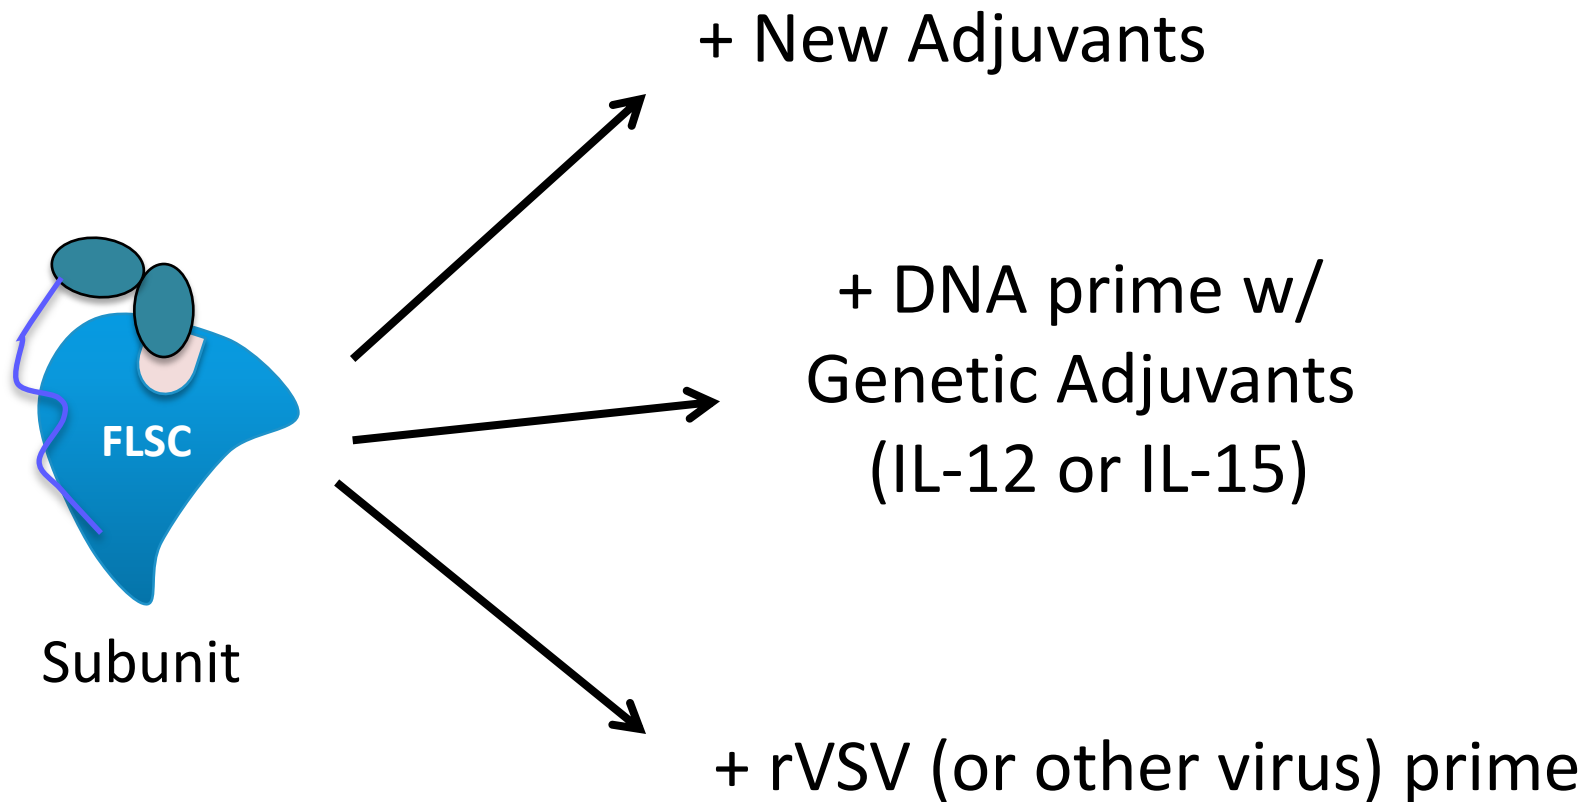 + New Adjuvants
+ DNA prime w/
Genetic Adjuvants
(IL-12 or IL-15)
FLSC
Subunit
+ rVSV (or other virus) prime